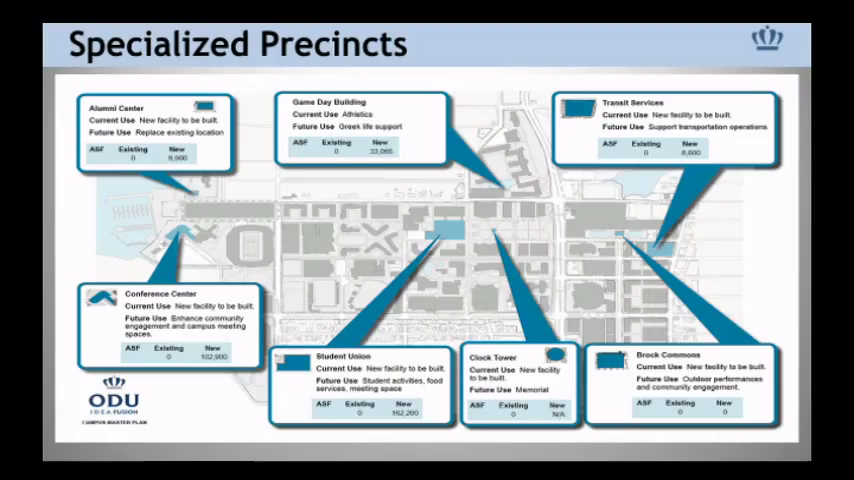 Specialized Precincts
Alumni Center
Current Use New facility to be built.
Future Use Replace existing location
ASF Existing New
0 9,900
Game Day Building
Current Use Athletics
Future Use Greek life support
ASF Existing New
0 33,065
Transit Services
Current Use New facility to be built.
Future Use Support transportation operations
ASF Existing New
0 8,600
Conference Center
Current Use New facility to be built.
Future Use Enhance community
engagement and campus meeting
spaces.
ASF Existing New
0 102,900
Student Union
Current Use New facility to be built.
Future Use Student activities, food
services, meeting space
ASF Existing New
0 162,200
Clock Tower
Current Use New facility
to be built.
Future Use Memorial
ASF Existing New
0 N/A
Brock Commons
Current Use New facility to be built.
Future Use Outdoor performances
and community engagement.
ASF Existing New
0 0
ODU
IDEA FUSION
CAMPUS MASTER PLAN